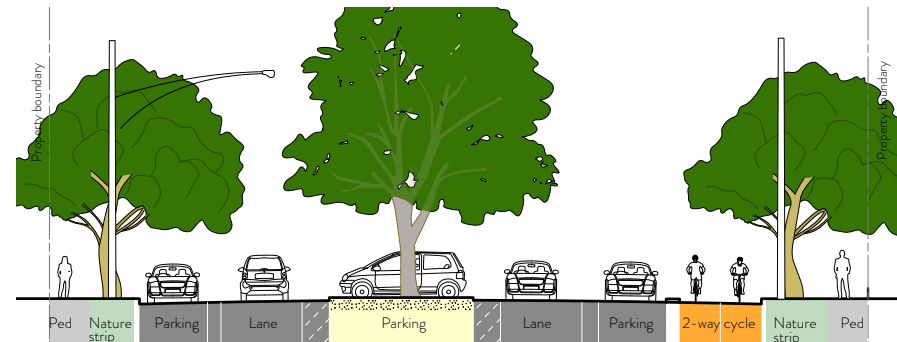 Property boundary
Property boundary
Ped
Nature
strip
Parking
Lane
Parking
Lane
Parking
2-way cycle
Nature
strip
Ped